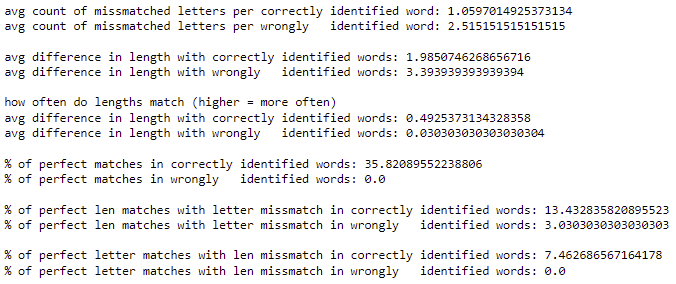 avg count of missmatched letters per correctly identified word: 1.0597014925373134
avg count of missmatched letters per wrongly   identified word: 2.515151515151515
avg difference in length with correctly identified words: 1.9850746268656716
avg difference in length with wrongly   identified words: 3.393939393939394
how often do lengths match (higher = more often)
avg difference in length with correctly identified words: 0.4925373134328358
avg difference in length with wrongly   identified words: 0.030303030303030304
% of perfect matches in correctly identified words: 35.82089552238806
% of perfect matches in wrongly   identified words: 0.0
% of perfect len matches with letter missmatch in correctly identified words: 13.432835820895523
% of perfect len matches with letter missmatch in wrongly   identified words: 3.0303030303030303
% of perfect letter matches with len missmatch in correctly identified words: 7.462686567164178
% of perfect letter matches with len missmatch in wrongly   identified words: 0.0